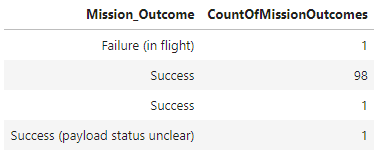 Mission_Outcome CountOfMissionOutcomes
Failure (in flight) 1
Success 98
Success 1
Success (payload status unclear) 1